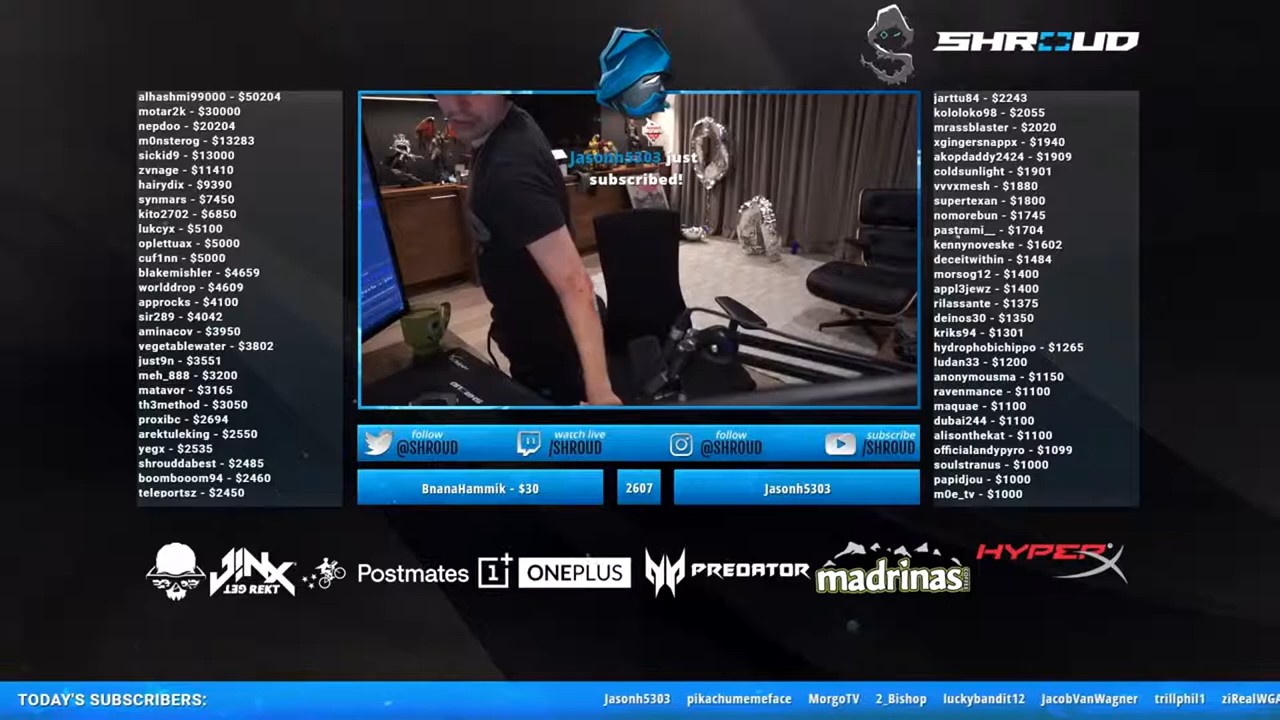 SHROUD
alhashmi99000 - $50204
motar2k - $30000
nepdoo - $20204
m0nsterog - $13283
sickid9 - $13000
zvnage - $11410
hairydix - $9390
synmars - $7450
kito2702 - $6850
lukcyx - $5100
oplettuax - $5000
cuf1nn - $5000
blakemishler - $4659
worlddrop - $4609
approcks - $4100
sir289 - $4042
aminacov - $3950
vegetablewater - $3802
just9n - $3551
meh_888 - $3200
matavor - $3165
th3method - $3050
proxibc - $2694
arektuleking - $2550
yegx - $2535
shrouddabest - $2485
boombooom94 - $2460
teleportsz - $2450
Jasonh5303 just
subscribed!
jarttu84 - $2243
kololoko98 - $2055
mrassblaster - $2020
xgingersnappx - $1940
akopdaddy2424 - $1909
coldsunlight - $1901
vvvxmesh - $1880
supertexan - $1800
nomorebun - $1745
pastrami__ - $1704
kennynoveske - $1602
deceitwithin - $1484
morsog12 - $1400
appl3jewz - $1400
rilassante - $1375
deinos30 - $1350
kriks94 - $1301
hydrophobichippo - $1265
ludan33 - $1200
anonymousma - $1150
ravenmance - $1100
maquae - $1100
dubai244 - $1100
alisonthekat - $1100
officialandypyro - $1099
soulstranus - $1000
papidjou - $1000
m0e_tv - $1000
follow @SHROUD
watch live /SHROUD
follow @SHROUD
subscribe /SHROUD
BnanaHammik - $30
2607
Jasonh5303
JINX GET REKT
Postmates
1+ ONEPLUS
PREDATOR
madrinas COFFEE
HYPERX
TODAY'S SUBSCRIBERS: Jasonh5303 pikachumemeface MorgoTV 2_Bishop luckybandit12 JacobVanWagner trillphil1 ziRealWGA